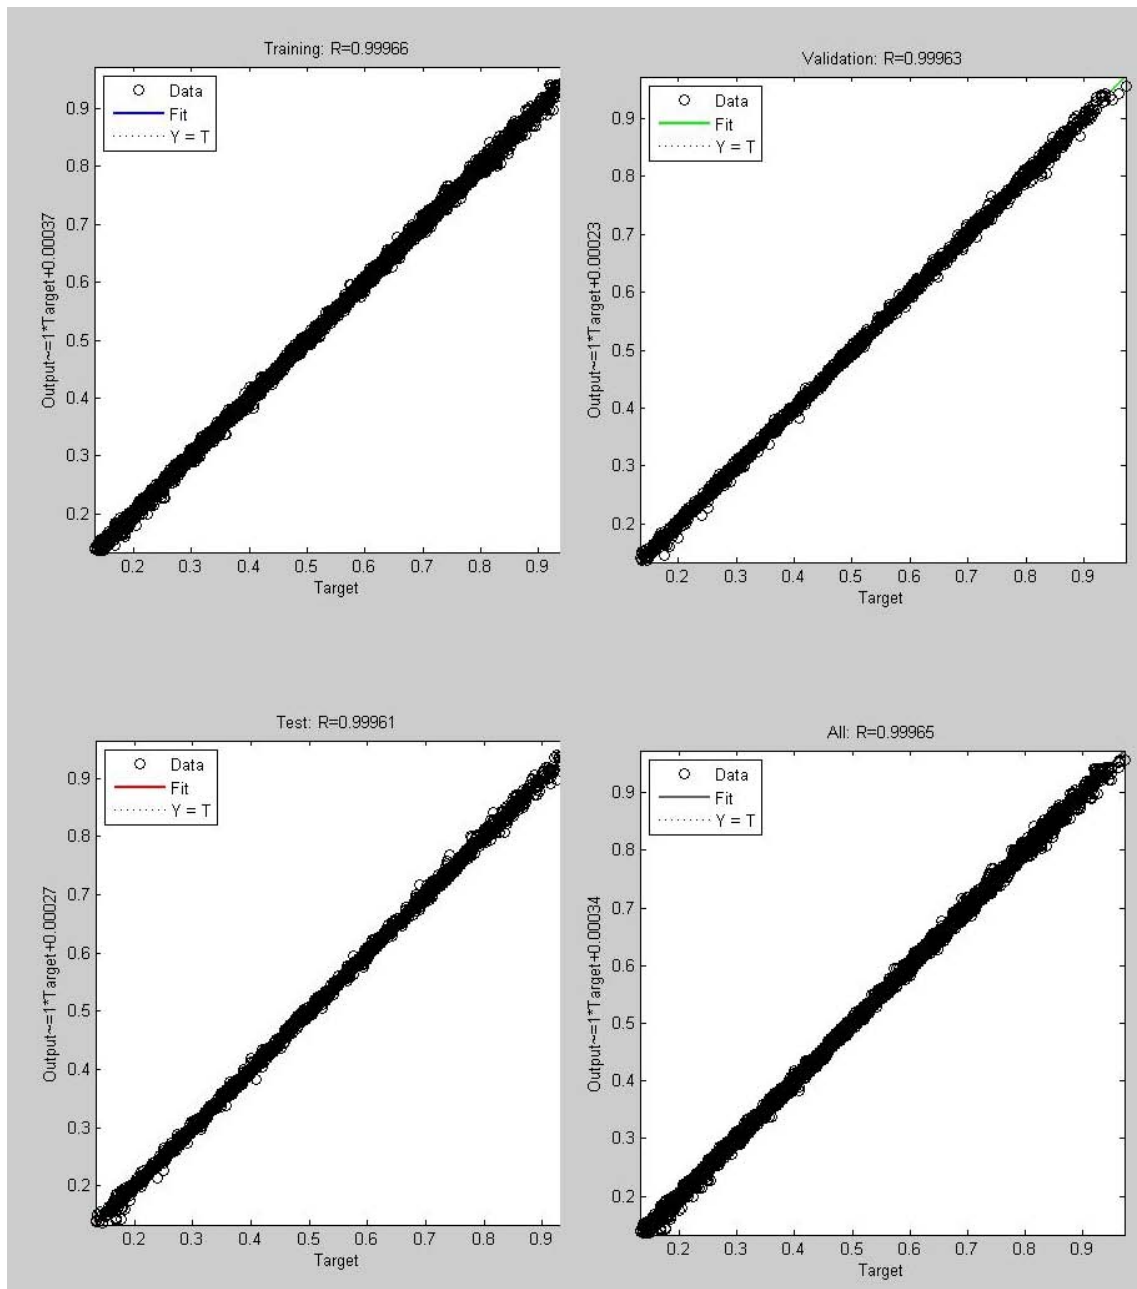 Training: R=0.99966
Data
Fit
Y = T
Output~=1*Target+0.00037
0.9
0.8
0.7
0.6
0.5
0.4
0.3
0.2
0.2 0.3 0.4 0.5 0.6 0.7 0.8 0.9
Target
Validation: R=0.99963
Data
Fit
Y = T
Output~=1*Target+0.00023
0.9
0.8
0.7
0.6
0.5
0.4
0.3
0.2
0.2 0.3 0.4 0.5 0.6 0.7 0.8 0.9
Target
Test: R=0.99961
Data
Fit
Y = T
Output~=1*Target+0.00027
0.9
0.8
0.7
0.6
0.5
0.4
0.3
0.2
0.2 0.3 0.4 0.5 0.6 0.7 0.8 0.9
Target
All: R=0.99965
Data
Fit
Y = T
Output~=1*Target+0.00034
0.9
0.8
0.7
0.6
0.5
0.4
0.3
0.2
0.2 0.3 0.4 0.5 0.6 0.7 0.8 0.9
Target